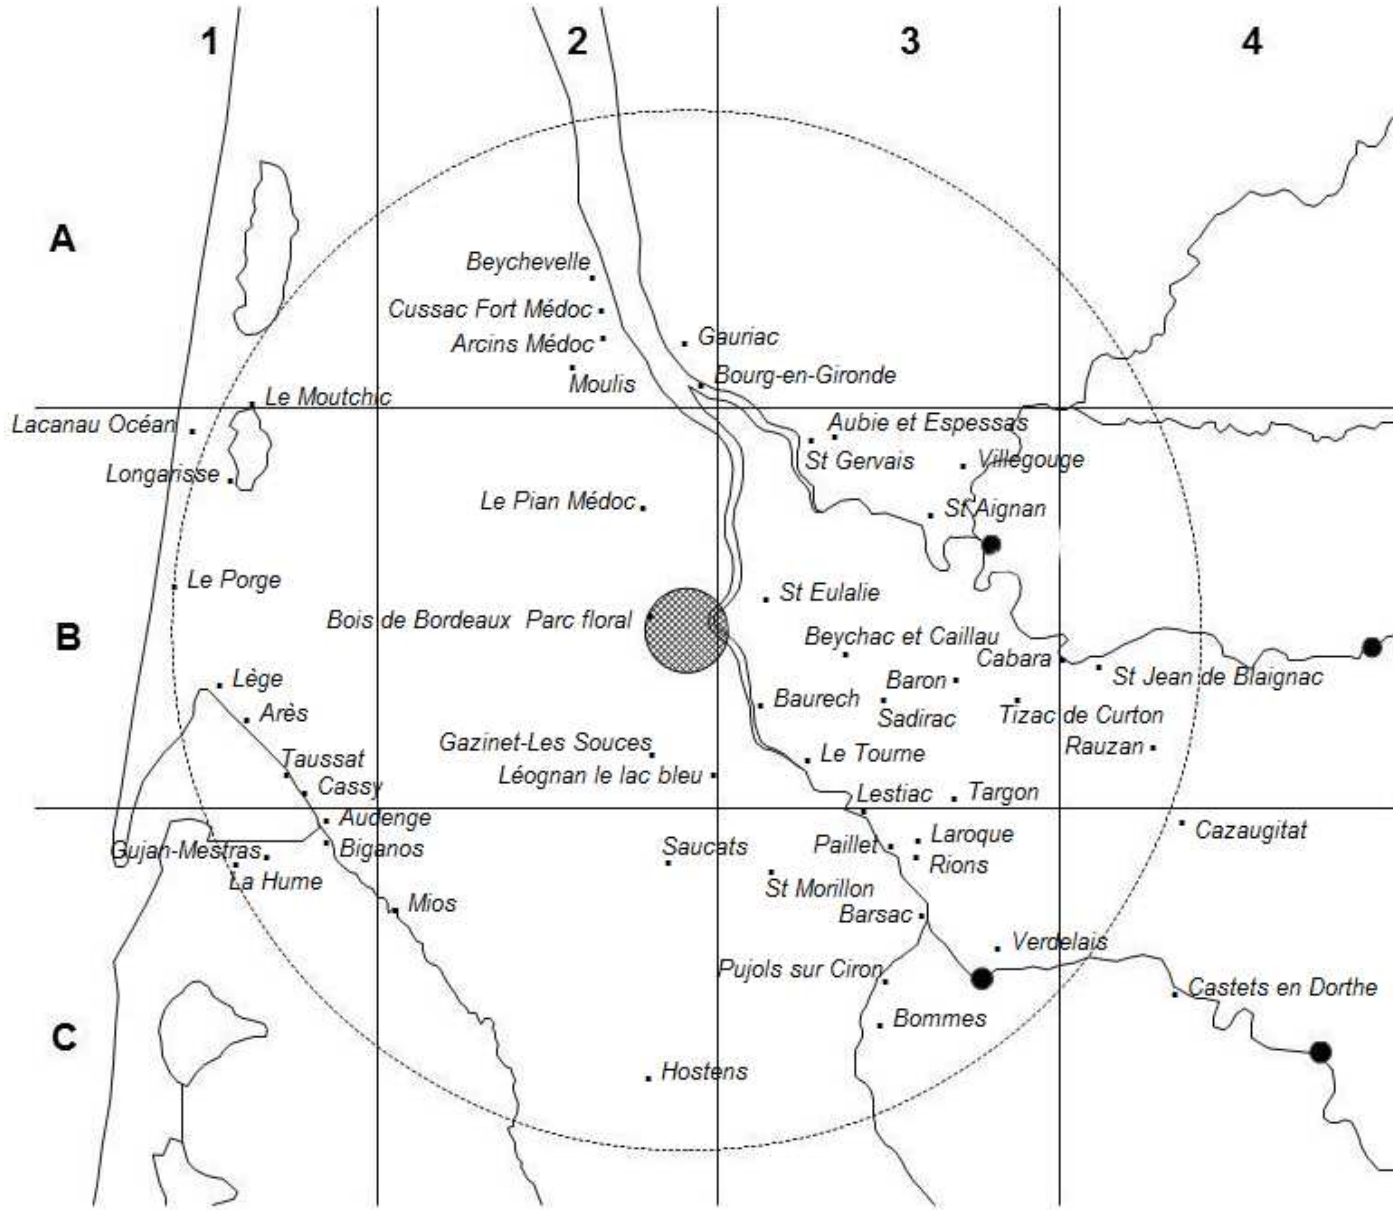 1
2
3
4
A
Beychevelle
Cussac Fort Médoc
Arcins Médoc
Gauriac
Moulis
Bourg-en-Gironde
Le Moutchic
Lacanau Océan
Aubie et Espessas
St Gervais
Villegouge
Longarisse
Le Pian Médoc
St Aignan
Le Porge
St Eulalie
Bois de Bordeaux Parc floral
B
Beychac et Caillau
Cabara
St Jean de Blaignac
Lège
Baron
Baurech
Sadirac
Tizac de Curton
Arès
Gazinet-Les Souces
Rauzan
Le Tourne
Taussat
Léognan le lac bleu
Cassy
Lestiac
Targon
Audenge
Cazaugitat
Gujan-Mestras
Biganos
Saucats
Paillet
Laroque
Rions
La Hume
St Morillon
Mios
Barsac
Verdelais
Pujols sur Ciron
Castets en Dorthe
C
Bommes
Hostens